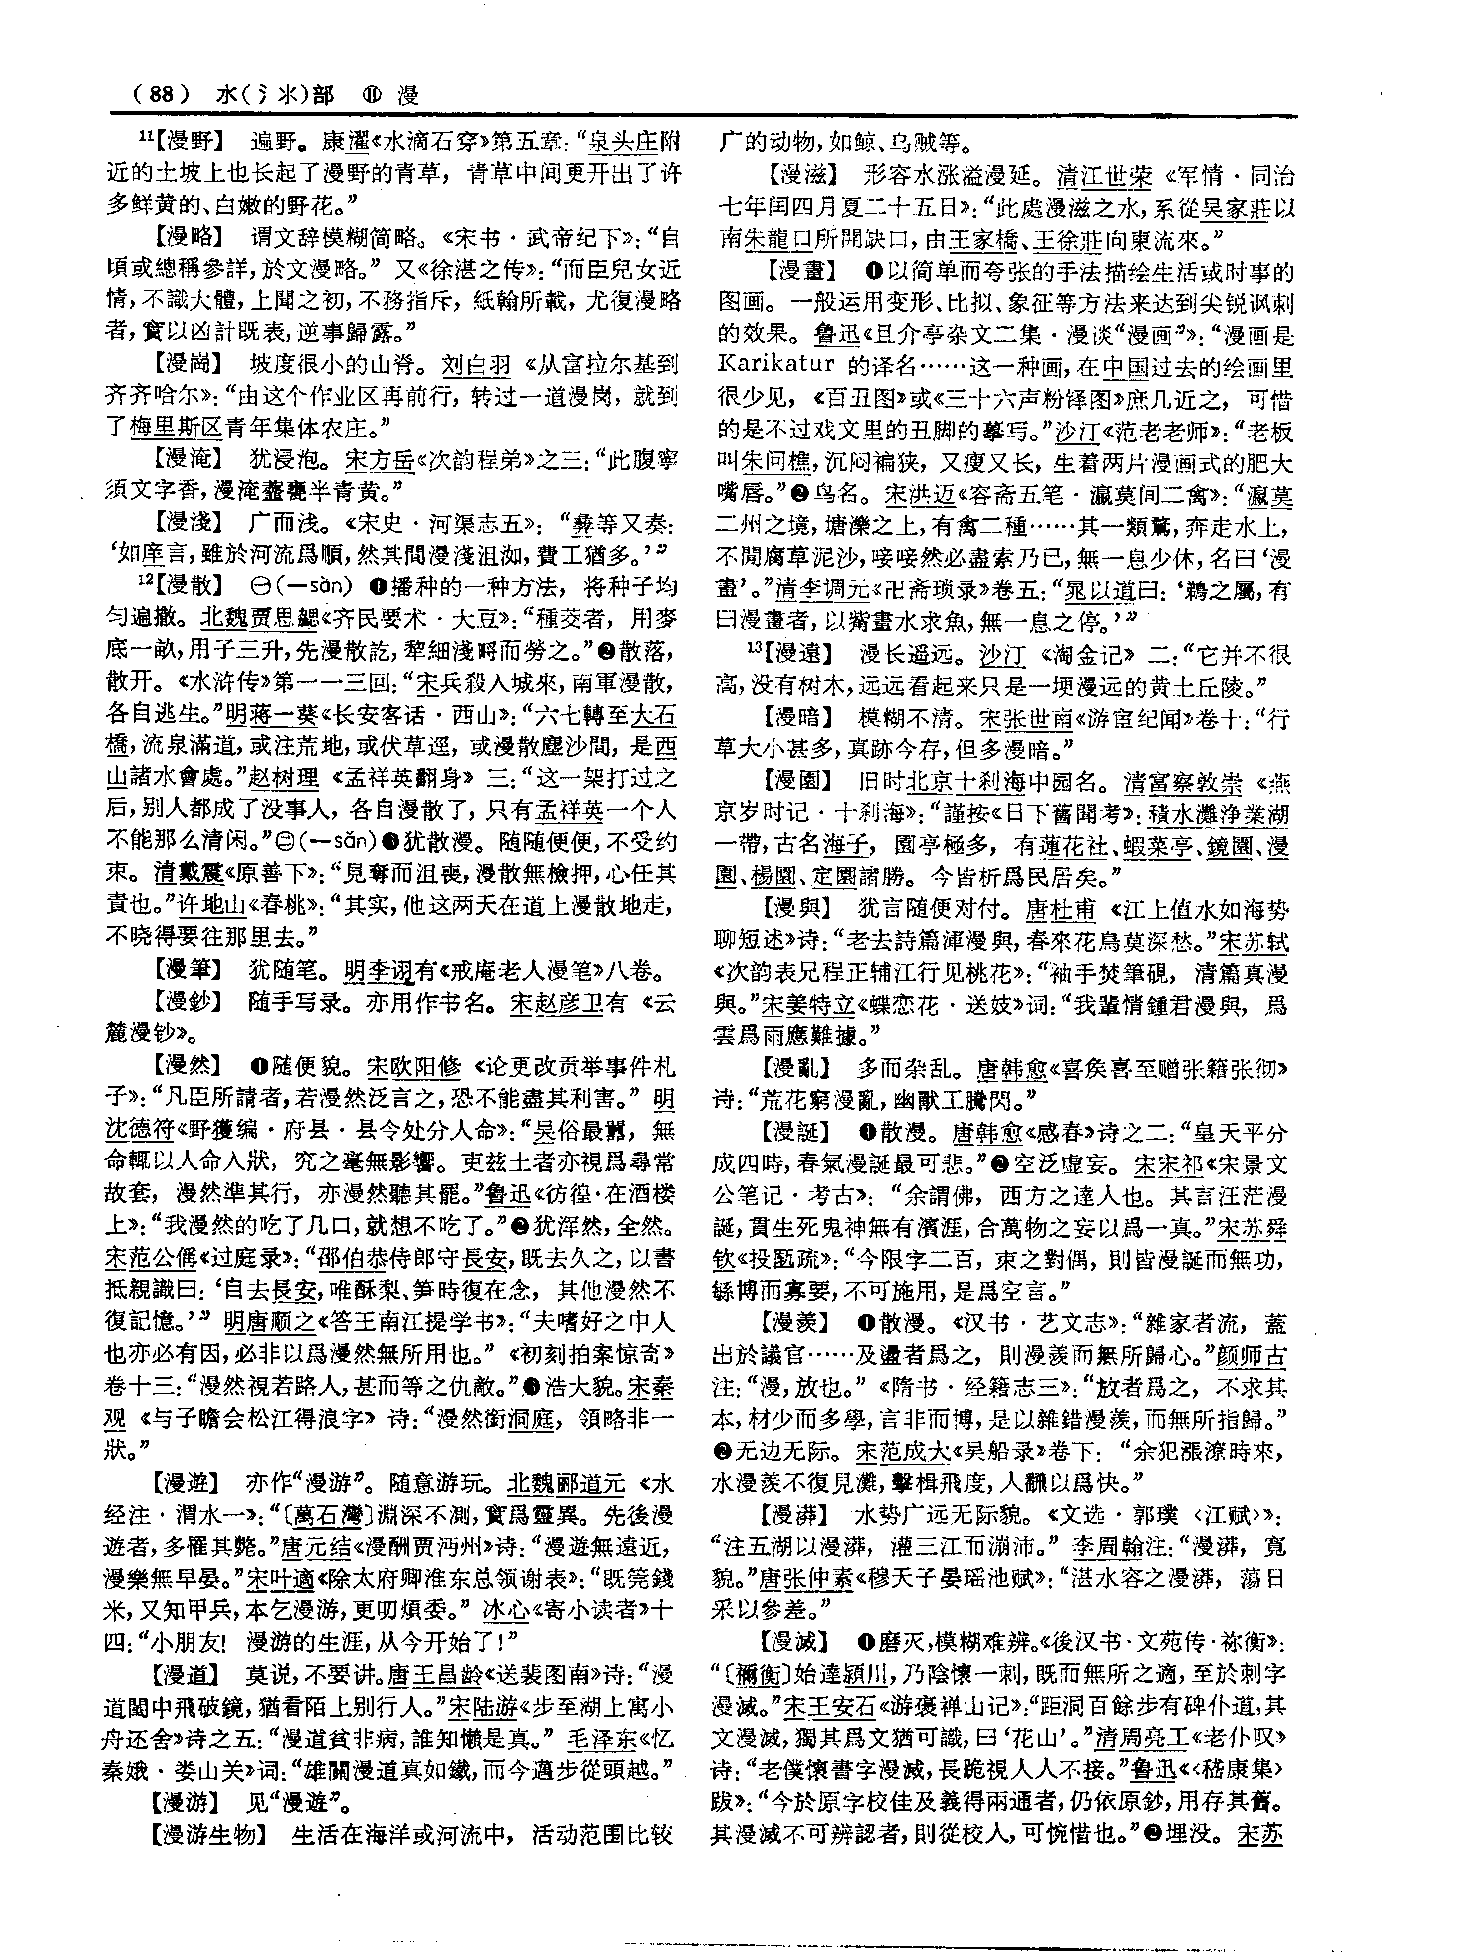 (88) 水(氵氺)部 ⑪ 漫
¹¹【漫野】 遍野。康濯《水滴石穿》第五章:“泉头庄附
近的土坡上也长起了漫野的青草, 青草中间更开出了许
多鲜黄的、白嫩的野花。”
【漫略】 谓文辞模糊简略。《宋书·武帝纪下》:“自
頃或總稱參詳,於文漫略。” 又《徐湛之传》:“而臣兒女近
情,不識大體,上聞之初,不務指斥, 紙翰所載, 尤復漫略
者,實以凶計既表,逆事歸露。”
【漫崗】 坡度很小的山脊。刘白羽《从富拉尔基到
齐齐哈尔》:“由这个作业区再前行, 转过一道漫岗, 就到
了梅里斯区青年集体农庄。”
【漫淹】 犹浸泡。宋方岳《次韵程弟》之三:“此腹寧
須文字香,漫淹虀甕半青黄。”
【漫淺】 广而浅。《宋史·河渠志五》: “彝等又奏:
‘如庠言,雖於河流爲順,然其間漫淺沮洳,費工猶多。’”
¹²【漫散】 ㊀(—sàn) ❶播种的一种方法, 将种子均
匀遍撒。北魏贾思勰《齐民要术·大豆》:“種茭者, 用麥
底一畝,用子三升,先漫散訖,犂細淺㽟而勞之。”❷散落,
散开。《水浒传》第一一三回:“宋兵殺入城來,南軍漫散,
各自逃生。”明蒋一葵《长安客话·西山》:“六七轉至大石
橋,流泉滿道,或注荒地,或伏草逕, 或漫散塵沙間, 是西
山諸水會處。”赵树理《孟祥英翻身》三:“这一架打过之
后,别人都成了没事人, 各自漫散了, 只有孟祥英一个人
不能那么清闲。”㊁(—sǎn)❶犹散漫。随随便便,不受约
束。清戴震《原善下》:“見奪而沮喪,漫散無檢押,心任其
責也。”许地山《春桃》:“其实,他这两天在道上漫散地走,
不晓得要往那里去。”
【漫筆】 犹随笔。明李诩有《戒庵老人漫笔》八卷。
【漫鈔】 随手写录。亦用作书名。宋赵彦卫有《云
麓漫钞》。
【漫然】 ❶随便貌。宋欧阳修《论更改贡举事件札
子》:“凡臣所請者,若漫然泛言之,恐不能盡其利害。” 明
沈德符《野獲编·府县·县令处分人命》:“吴俗最囂, 無
命輒以人命入狀, 究之毫無影響。吏兹土者亦視爲尋常
故套, 漫然準其行, 亦漫然聽其罷。”鲁迅《彷徨·在酒楼
上》:“我漫然的吃了几口,就想不吃了。”❷犹浑然,全然。
宋范公偁《过庭录》:“邵伯恭侍郎守長安,既去久之,以書
抵親識曰: ‘自去長安,唯酥梨、笋時復在念, 其他漫然不
復記憶。’” 明唐顺之《答王南江提学书》:“夫嗜好之中人
也亦必有因,必非以爲漫然無所用也。” 《初刻拍案惊奇》
卷十三:“漫然視若路人,甚而等之仇敵。”❸浩大貌。宋秦
观《与子瞻会松江得浪字》诗:“漫然銜洞庭, 領略非一
狀。”
【漫遊】 亦作“漫游”。随意游玩。北魏郦道元《水
经注·渭水一》:“〔萬石灣〕淵深不測,實爲靈異。先後漫
遊者,多罹其斃。”唐元结《漫酬贾沔州》诗:“漫遊無遠近,
漫樂無早晏。”宋叶適《除太府卿淮东总领谢表》:“既筦錢
米,又知甲兵,本乞漫游,更叨煩委。” 冰心《寄小读者》十
四:“小朋友! 漫游的生涯,从今开始了!”
【漫道】 莫说,不要讲。唐王昌龄《送裴图南》诗:“漫
道閨中飛破鏡,猶看陌上别行人。”宋陆游《步至湖上寓小
舟还舍》诗之五:“漫道貧非病,誰知懶是真。” 毛泽东《忆
秦娥·娄山关》词:“雄關漫道真如鐵,而今邁步從頭越。”
【漫游】 见“漫遊”。
【漫游生物】 生活在海洋或河流中, 活动范围比较
广的动物,如鲸、乌贼等。
【漫滋】 形容水涨溢漫延。清江世荣《军情·同治
七年闰四月夏二十五日》:“此處漫滋之水,系從吴家莊以
南朱龍口所開缺口,由王家橋、王徐莊向東流來。”
【漫畫】 ❶以简单而夸张的手法描绘生活或时事的
图画。一般运用变形、比拟、象征等方法来达到尖锐讽刺
的效果。鲁迅《且介亭杂文二集·漫谈“漫画”》:“漫画是
Karikatur 的译名……这一种画,在中国过去的绘画里
很少见, 《百丑图》或《三十六声粉铎图》庶几近之, 可惜
的是不过戏文里的丑脚的摹写。”沙汀《范老老师》:“老板
叫朱问樵,沉闷褊狭, 又瘦又长, 生着两片漫画式的肥大
嘴唇。”❷鸟名。宋洪迈《容斋五笔·瀛莫间二禽》:“瀛莫
二州之境,塘濼之上,有禽二種……其一類鶩,奔走水上,
不閒腐草泥沙,唼唼然必盡索乃已,無一息少休,名曰‘漫
畫’。”清李调元《卍斋琐录》卷五:“晁以道曰: ‘鵜之屬,有
曰漫畫者,以觜畫水求魚,無一息之停。’”
¹³【漫遠】 漫长遥远。沙汀《淘金记》二:“它并不很
高,没有树木,远远看起来只是一埂漫远的黄土丘陵。”
【漫暗】 模糊不清。宋张世南《游宦纪闻》卷十:“行
草大小甚多,真跡今存,但多漫暗。”
【漫園】 旧时北京十刹海中园名。清富察敦崇《燕
京岁时记·十刹海》:“謹按《日下舊聞考》:積水灘浄業湖
一帶,古名海子, 園亭極多, 有蓮花社、蝦菜亭、鏡園、漫
園、楊園、定園諸勝。今皆析爲民居矣。”
【漫與】 犹言随便对付。唐杜甫《江上值水如海势
聊短述》诗:“老去詩篇渾漫與,春來花鳥莫深愁。”宋苏轼
《次韵表兄程正辅江行见桃花》:“袖手焚筆硯, 清篇真漫
與。”宋姜特立《蝶恋花·送妓》词:“我輩情鍾君漫與, 爲
雲爲雨應難據。”
【漫亂】 多而杂乱。唐韩愈《喜侯喜至赠张籍张彻》
诗:“荒花窮漫亂,幽獸工騰閃。”
【漫誕】 ❶散漫。唐韩愈《感春》诗之二:“皇天平分
成四時,春氣漫誕最可悲。”❷空泛虚妄。宋宋祁《宋景文
公笔记·考古》: “余謂佛, 西方之達人也。其言汪茫漫
誕,貫生死鬼神無有濱涯,合萬物之妄以爲一真。”宋苏舜
钦《投匦疏》:“今限字二百, 束之對偶, 則皆漫誕而無功,
緐博而寡要,不可施用,是爲空言。”
【漫羨】 ❶散漫。《汉书·艺文志》:“雜家者流, 蓋
出於議官……及盪者爲之, 則漫羨而無所歸心。”颜师古
注:“漫,放也。” 《隋书·经籍志三》:“放者爲之, 不求其
本,材少而多學,言非而博,是以雜錯漫羨,而無所指歸。”
❷无边无际。宋范成大《吴船录》卷下: “余犯漲潦時來,
水漫羨不復見灘,擊楫飛度,人翻以爲快。”
【漫漭】 水势广远无际貌。《文选·郭璞〈江赋〉》:
“注五湖以漫漭, 灌三江而漰沛。” 李周翰注:“漫漭, 寬
貌。”唐张仲素《穆天子宴瑶池赋》:“湛水容之漫漭, 蕩日
采以參差。”
【漫滅】 ❶磨灭,模糊难辨。《後汉书·文苑传·祢衡》:
“〔禰衡〕始達潁川,乃陰懷一刺,既而無所之適,至於刺字
漫滅。”宋王安石《游褒禅山记》:“距洞百餘步有碑仆道,其
文漫滅,獨其爲文猶可識,曰‘花山’。”清周亮工《老仆叹》
诗:“老僕懷書字漫滅,長跪視人人不接。”鲁迅《〈嵇康集〉
跋》:“今於原字校佳及義得兩通者,仍依原鈔,用存其舊。
其漫滅不可辨認者,則從校人,可惋惜也。”❷埋没。宋苏